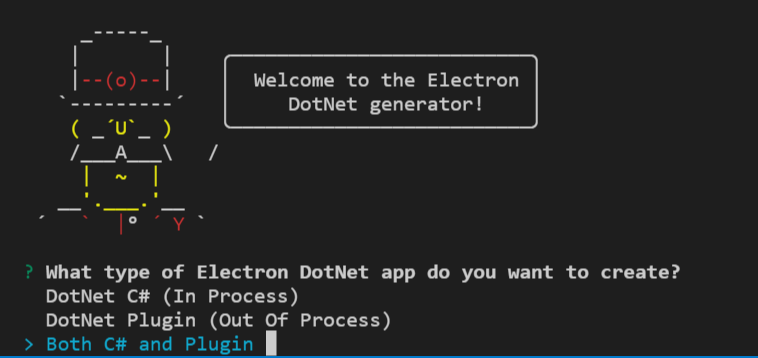 Welcome to the Electron
DotNet generator!
? What type of Electron DotNet app do you want to create?
DotNet C# (In Process)
DotNet Plugin (Out Of Process)
> Both C# and Plugin